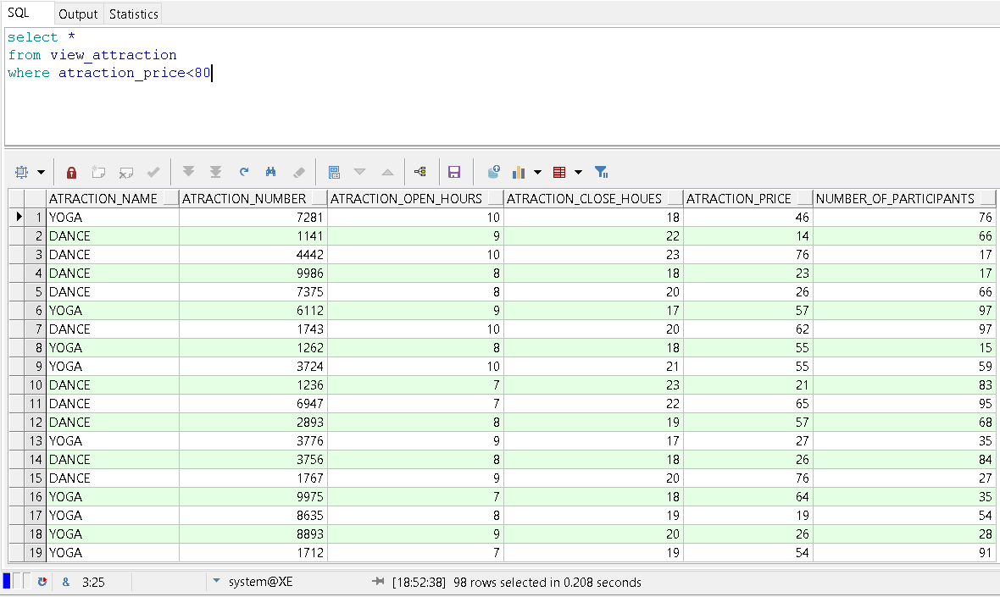 SQL Output Statistics
select *
from view_attraction
where atraction_price<80
ATRACTION_NAME ATRACTION_NUMBER ATRACTION_OPEN_HOURS ATRACTION_CLOSE_HOUES ATRACTION_PRICE NUMBER_OF_PARTICIPANTS
1 YOGA 7281 10 18 46 76
2 DANCE 1141 9 22 14 66
3 DANCE 4442 10 23 76 17
4 DANCE 9986 8 18 23 17
5 DANCE 7375 8 20 26 66
6 YOGA 6112 9 17 57 97
7 DANCE 1743 10 20 62 97
8 YOGA 1262 8 18 55 15
9 YOGA 3724 10 21 55 59
10 DANCE 1236 7 23 21 83
11 DANCE 6947 7 22 65 95
12 DANCE 2893 8 19 57 68
13 YOGA 3776 9 17 27 35
14 DANCE 3756 8 18 26 84
15 DANCE 1767 9 20 76 27
16 YOGA 9975 7 18 64 35
17 YOGA 8635 8 19 19 54
18 YOGA 8893 9 20 26 28
19 YOGA 1712 7 19 54 91
& 3:25 system@XE [18:52:38] 98 rows selected in 0.208 seconds